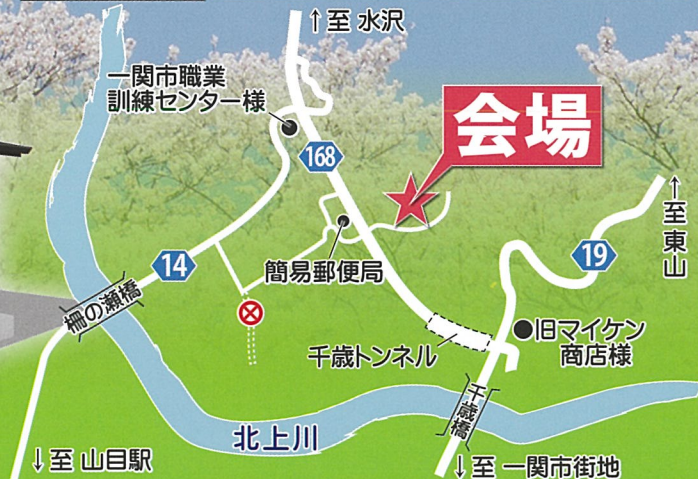 ↑至 水沢
一関市職業
訓練センター様
168
会場
↑至東山
14
簡易郵便局
19
柵の瀬橋
千歳トンネル
旧マイケン
商店様
千歳橋
北上川
↓至 山目駅
↓至 一関市街地